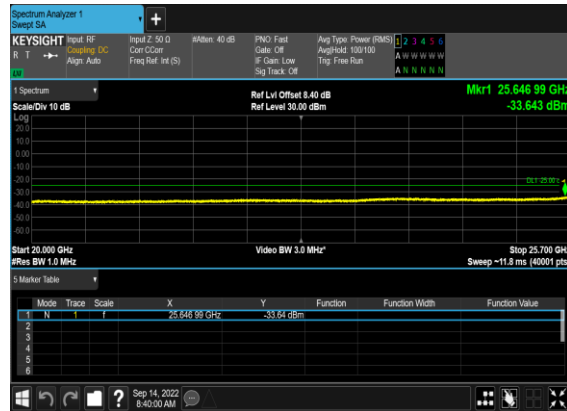 Spectrum Analyzer 1
Swept SA
+
KEYSIGHT Input: RF Input Z: 50 Ω #Atten: 40 dB PNO: Fast Avg Type: Power (RMS) 1 2 3 4 5 6
R T Coupling: DC Corr CCorr Gate: Off Avg|Hold: 100/100 A W W W W W
Align: Auto Freq Ref: Int (S) IF Gain: Low Trig: Free Run
LW Sig Track: Off A N N N N N
1 Spectrum Ref Lvl Offset 8.40 dB Mkr1 25.646 99 GHz
Scale/Div 10 dB Ref Level 30.00 dBm -33.643 dBm
Log
20.0
10.0
0.00
-10.0
-20.0
DL1 -25.00
-30.0
-40.0
-50.0
-60.0
Start 20.000 GHz Video BW 3.0 MHz* Stop 25.700 GHz
#Res BW 1.0 MHz Sweep ~11.8 ms (40001 pts
5 Marker Table
Mode Trace Scale X Y Function Function Width Function Value
1 N 1 f 25.646 99 GHz -33.64 dBm
2
3
4
5
6
? Sep 14, 2022
8:40:00 AM